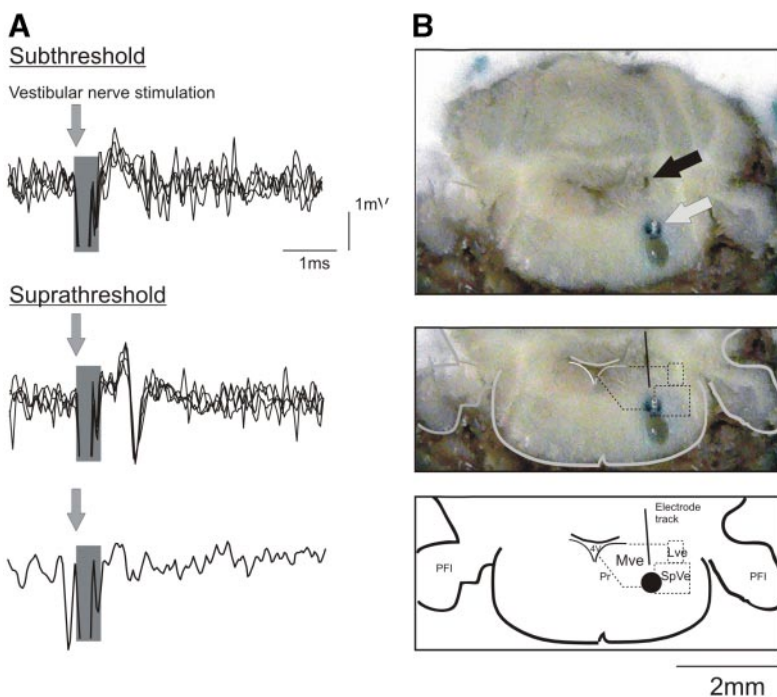 A
Subthreshold
Vestibular nerve stimulation
1mV
1ms
Suprathreshold
B
Electrode
track
4V
Mve
Lve
Pr
SpVe
PFl
PFl
2mm